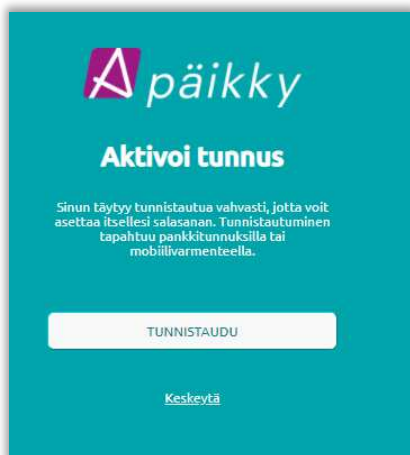 A päikky
Aktivoi tunnus
Sinun täytyy tunnistautua vahvasti, jotta voit
asettaa itsellesi salasanan. Tunnistautuminen
tapahtuu pankkitunnuksilla tai
mobiilivarmenteella.
TUNNISTAUDU
Keskeytä